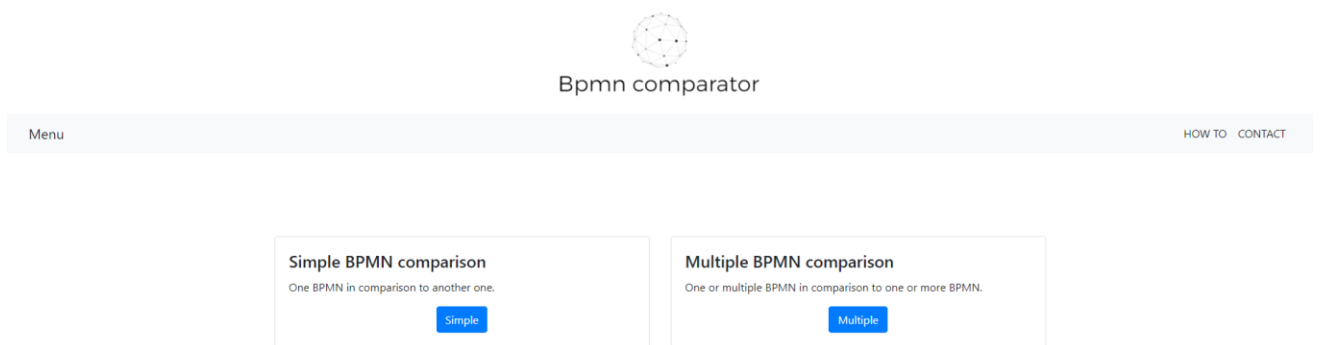 Bpmn comparator
Menu HOW TO CONTACT
Simple BPMN comparison
One BPMN in comparison to another one.
Simple
Multiple BPMN comparison
One or multiple BPMN in comparison to one or more BPMN.
Multiple